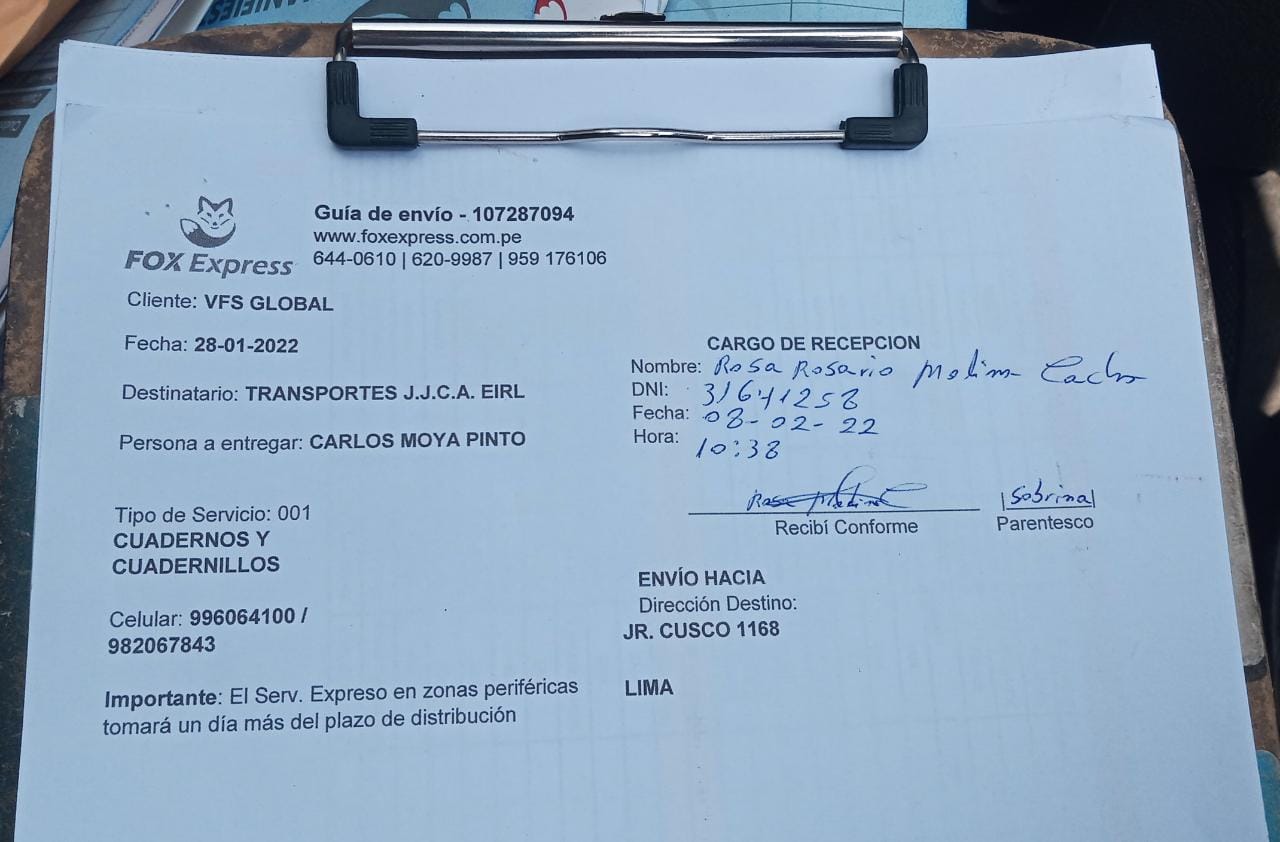 Guía de envío - 107287094
www.foxexpress.com.pe
644-0610 | 620-9987 | 959 176106
FOX Express
Cliente: VFS GLOBAL
Fecha: 28-01-2022
Destinatario: TRANSPORTES J.J.C.A. EIRL
Persona a entregar: CARLOS MOYA PINTO
CARGO DE RECEPCION
Nombre: Rosa Rosario Molina
DNI: 31641258
Fecha: 08-02-22
Hora: 10:38
Rosa Molina
Sobrina
Recibí Conforme
Parentesco
Tipo de Servicio: 001
CUADERNOS Y
CUADERNILLOS
Celular: 996064100 /
982067843
Importante: El Serv. Expreso en zonas periféricas
tomará un día más del plazo de distribución
ENVÍO HACIA
Dirección Destino:
JR. CUSCO 1168
LIMA